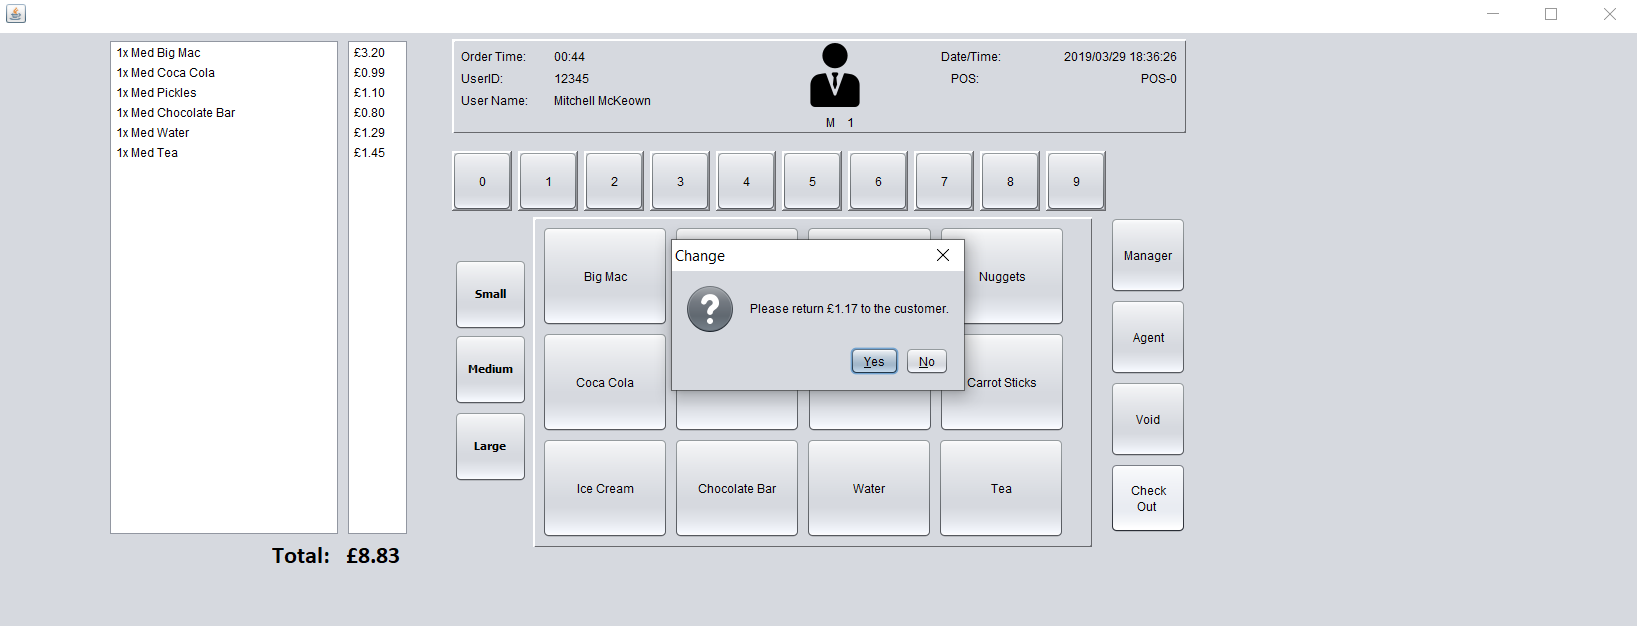 1x Med Big Mac £3.20
1x Med Coca Cola £0.99
1x Med Pickles £1.10
1x Med Chocolate Bar £0.80
1x Med Water £1.29
1x Med Tea £1.45
Total: £8.83
Order Time: 00:44
UserID: 12345
User Name: Mitchell McKeown
M 1
Date/Time: 2019/03/29 18:36:26
POS: POS-0
0 1 2 3 4 5 6 7 8 9
Small
Medium
Large
Big Mac
Nuggets
Change
Please return £1.17 to the customer.
Yes No
Coca Cola
Carrot Sticks
Ice Cream
Chocolate Bar
Water
Tea
Manager
Agent
Void
Check
Out